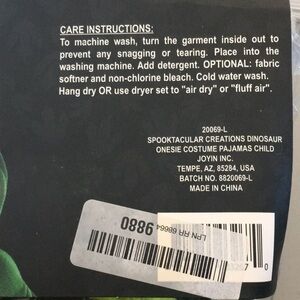 CARE INSTRUCTIONS:
To machine wash, turn the garment inside out to
prevent any snagging or tearing. Place into the
washing machine. Add detergent. OPTIONAL: fabric
softner and non-chlorine bleach. Cold water wash.
Hang dry OR use dryer set to "air dry" or "fluff air".
20069-L
SPOOKTACULAR CREATIONS DINOSAUR
ONESIE COSTUME PAJAMAS CHILD
JOYIN INC.
TEMPE, AZ, 85284, USA
BATCH NO. 8820069-L
MADE IN CHINA
9880
LPN RR
0